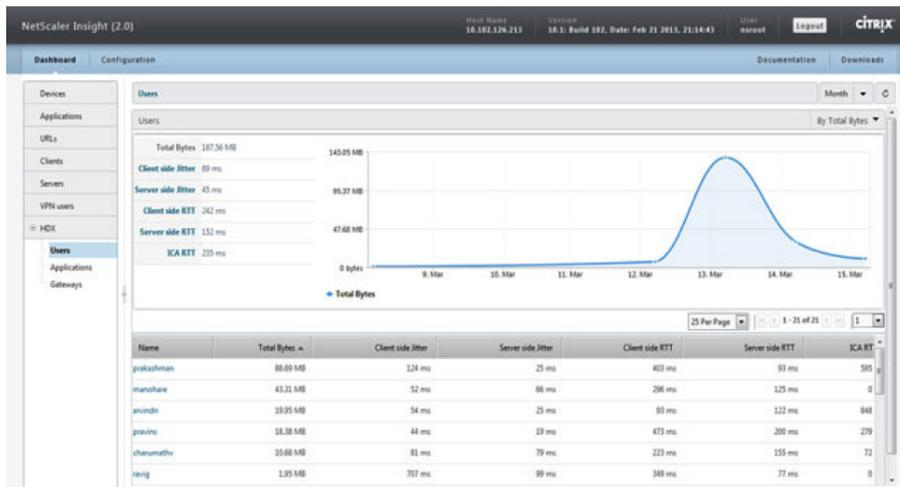 NetScaler Insight (2.0)
Host Name
10.102.126.213
Version
10.1: Build 102, Date: Feb 21 2013, 21:14:43
User
nsroot
Logout
CITRIX
Dashboard Configuration Documentation Downloads
Devices
Applications
URLs
Clients
Servers
VPN users
HDX
Users
Applications
Gateways
Users Month
Users By Total Bytes
Total Bytes 187.56 MB
Client side Jitter 89 ms
Server side Jitter 45 ms
Client side RTT 242 ms
Server side RTT 152 ms
ICA RTT 235 ms
143.05 MB
95.37 MB
47.68 MB
0 bytes
9. Mar 10. Mar 11. Mar 12. Mar 13. Mar 14. Mar 15. Mar
Total Bytes
25 Per Page 1 - 21 of 21 1
Name Total Bytes Client side Jitter Server side Jitter Client side RTT Server side RTT ICA RT
prakashman 88.89 MB 124 ms 25 ms 403 ms 93 ms 595
manohare 43.31 MB 52 ms 66 ms 296 ms 125 ms 0
arvindn 19.95 MB 54 ms 25 ms 93 ms 122 ms 848
pravins 18.38 MB 44 ms 19 ms 473 ms 200 ms 279
charumathv 10.68 MB 81 ms 79 ms 223 ms 155 ms 72
ravig 1.95 MB 707 ms 99 ms 349 ms 77 ms 0